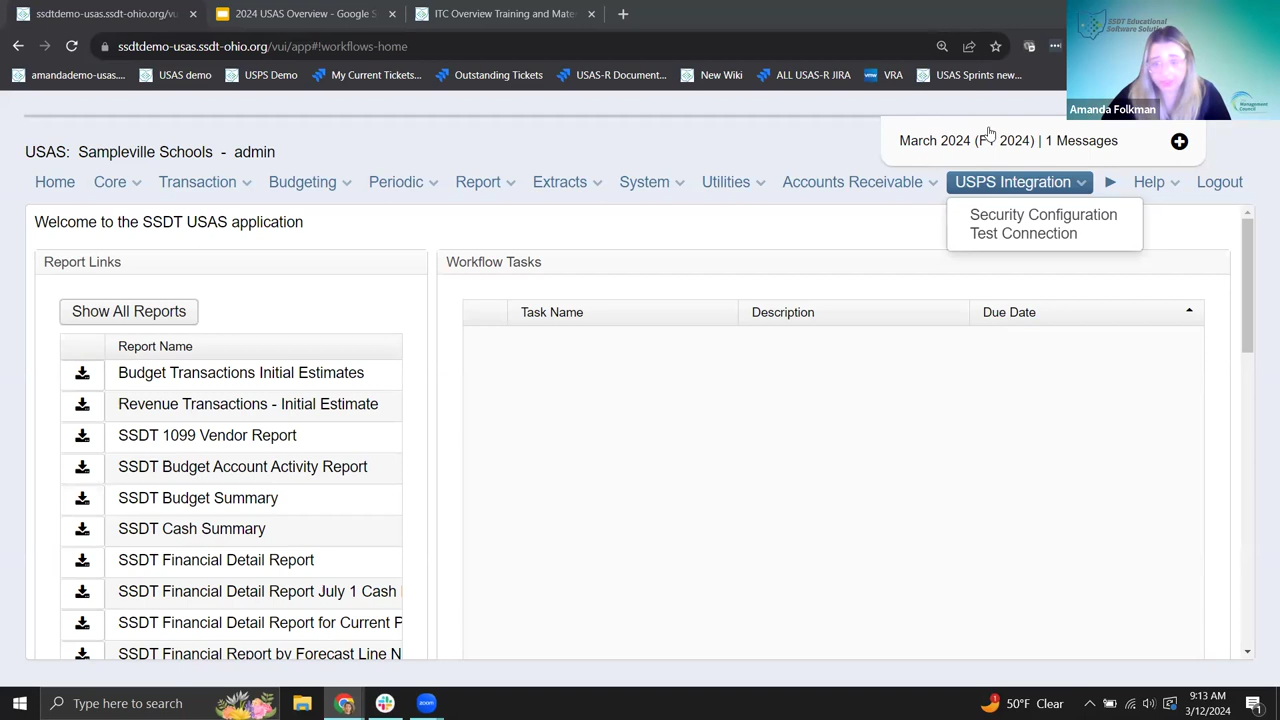 ssdtdemo-usas.ssdt-ohio.org/vu
2024 USAS Overview - Google S
ITC Overview Training and Mate
ssdtdemo-usas.ssdt-ohio.org/vui/app#!workflows-home
amandademo-usas....
USAS demo
USPS Demo
My Current Tickets...
Outstanding Tickets
USAS-R Document...
New Wiki
ALL USAS-R JIRA
VRA
USAS Sprints new...
SSDT Educational
Software Solutio
Management
Council
Amanda Folkman
March 2024 (FY 2024) | 1 Messages
USAS: Sampleville Schools - admin
Home
Core
Transaction
Budgeting
Periodic
Report
Extracts
System
Utilities
Accounts Receivable
USPS Integration
Help
Logout
Security Configuration
Test Connection
Welcome to the SSDT USAS application
Report Links
Workflow Tasks
Show All Reports
Task Name
Description
Due Date
Report Name
Budget Transactions Initial Estimates
Revenue Transactions - Initial Estimate
SSDT 1099 Vendor Report
SSDT Budget Account Activity Report
SSDT Budget Summary
SSDT Cash Summary
SSDT Financial Detail Report
SSDT Financial Detail Report July 1 Cash
SSDT Financial Detail Report for Current P
SSDT Financial Report by Forecast Line N
Type here to search
50°F Clear
9:13 AM
3/12/2024
1